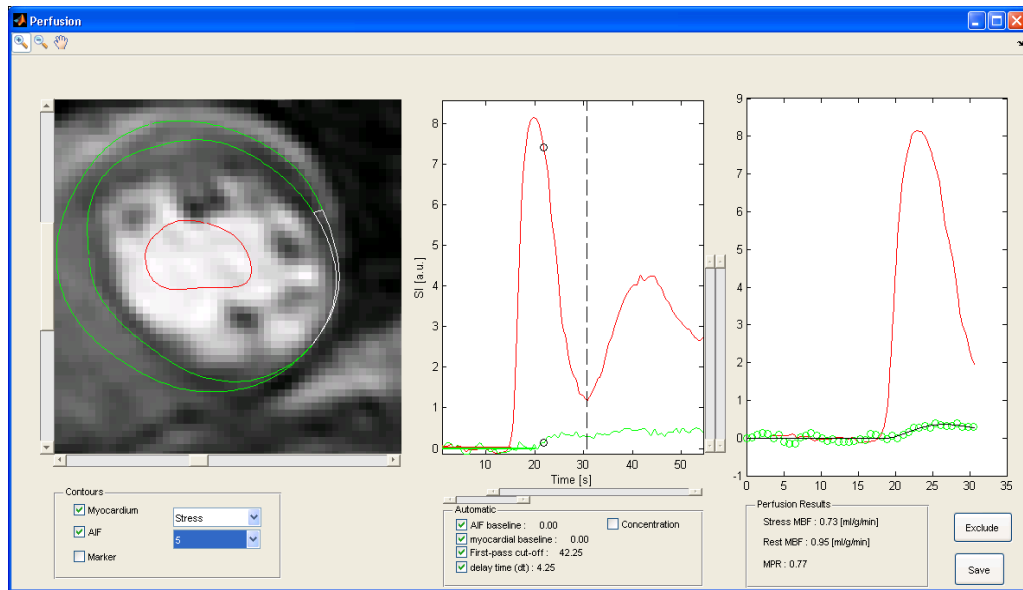 Perfusion
8
7
6
5
4
3
2
1
0
SI [a.u.]
10 20 30 40 50
Time [s]
9
8
7
6
5
4
3
2
1
0
-1
0 5 10 15 20 25 30 35
Contours
Myocardium
AIF
Marker
Stress
5
Automatic
AIF baseline : 0.00
Concentration
myocardial baseline : 0.00
First-pass cut-off : 42.25
delay time (dt) : 4.25
Perfusion Results
Stress MBF : 0.73 [ml/g/min]
Rest MBF : 0.95 [ml/g/min]
MPR : 0.77
Exclude
Save